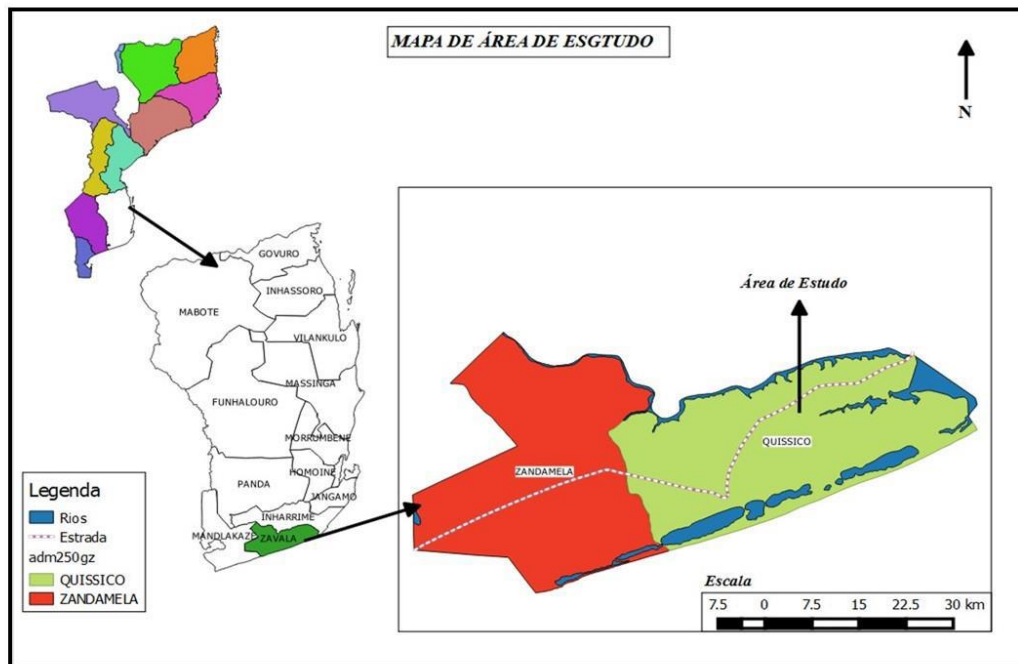 MAPA DE ÁREA DE ESGTUDO
N
GOVURO
INHASSORO
MABOTE
VILANKULO
MASSINGA
FUNHALOURO
MORRUMBENE
HOMOINE
PANDA
JANGAMO
INHARRIME
MANDLAKAZE
ZAVALA
Área de Estudo
QUISSICO
ZANDAMELA
Legenda
Rios
Estrada
adm250gz
QUISSICO
ZANDAMELA
Escala
7.5 0 7.5 15 22.5 30 km